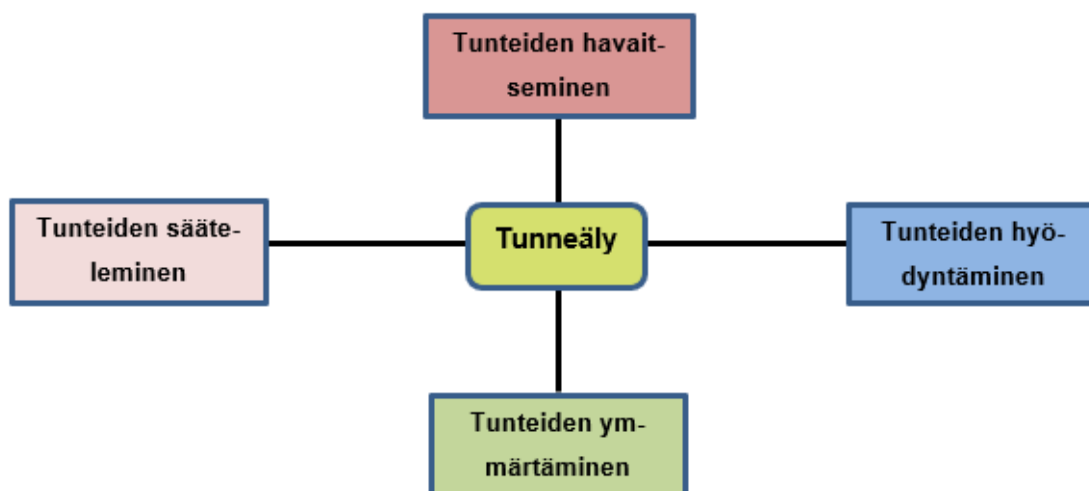 Tunteiden havait-
seminen
Tunteiden sääte-
leminen
Tunneäly
Tunteiden hyö-
dyntäminen
Tunteiden ym-
märtäminen